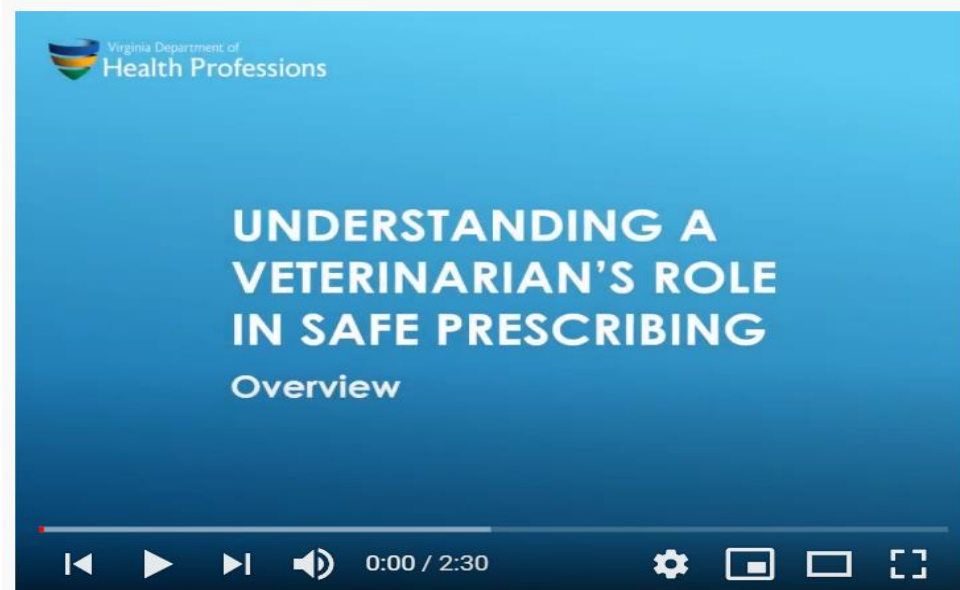 Virginia Department of
Health Professions
UNDERSTANDING A
VETERINARIAN'S ROLE
IN SAFE PRESCRIBING
Overview
0:00 / 2:30